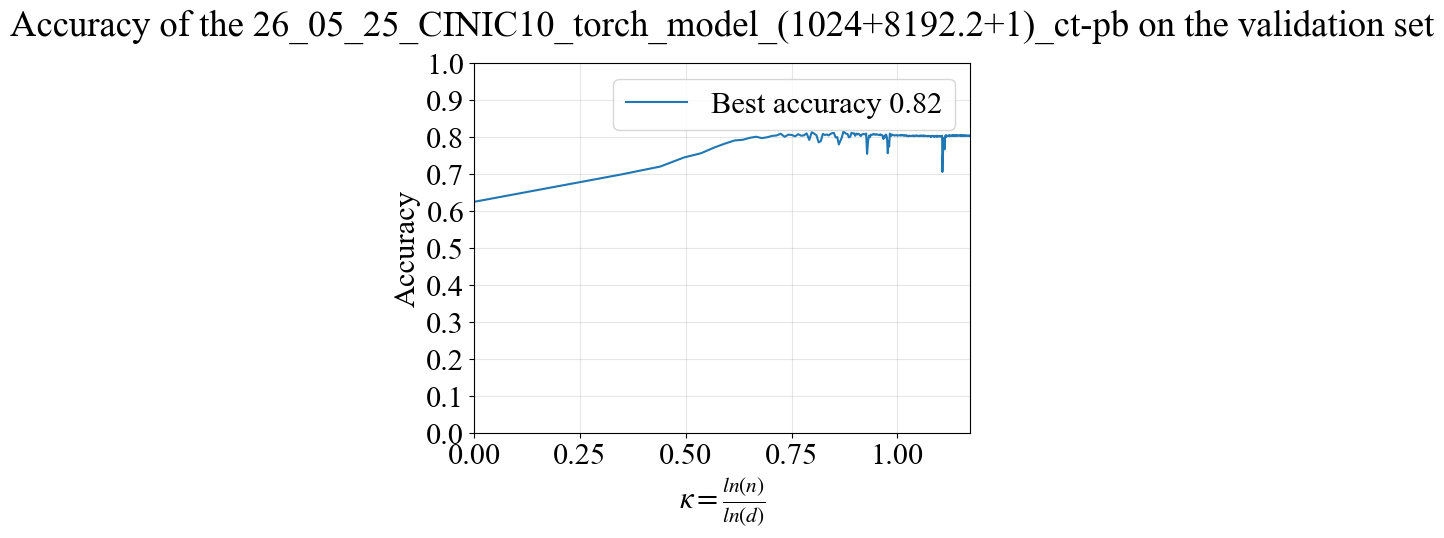 Accuracy of the 26_05_25_CINIC10_torch_model_(1024+8192.2+1)_ct-pb on the validation set
Best accuracy 0.82
Accuracy
1.0
0.9
0.8
0.7
0.6
0.5
0.4
0.3
0.2
0.1
0.0
0.00 0.25 0.50 0.75 1.00
κ = ln(n) / ln(d)